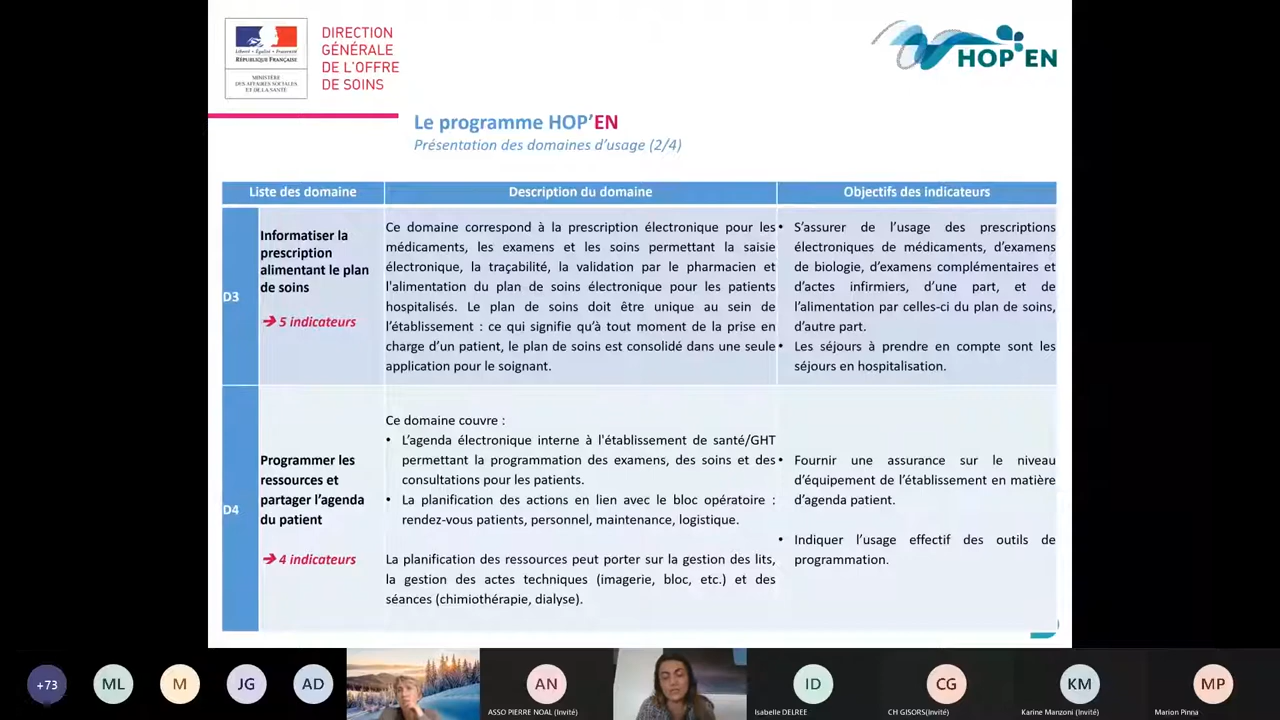 Liberté • Égalité • Fraternité
RÉPUBLIQUE FRANÇAISE
MINISTÈRE
DES AFFAIRES SOCIALES
ET DE LA SANTÉ
DIRECTION
GÉNÉRALE
DE L'OFFRE
DE SOINS
HOP'EN
Le programme HOP'EN
Présentation des domaines d'usage (2/4)
Liste des domaine
Description du domaine
Objectifs des indicateurs
D3
Informatiser la
prescription
alimentant le plan
de soins
➔ 5 indicateurs
Ce domaine correspond à la prescription électronique pour les
médicaments, les examens et les soins permettant la saisie
électronique, la traçabilité, la validation par le pharmacien et
l'alimentation du plan de soins électronique pour les patients
hospitalisés. Le plan de soins doit être unique au sein de
l'établissement : ce qui signifie qu'à tout moment de la prise en
charge d'un patient, le plan de soins est consolidé dans une seule
application pour le soignant.
• S'assurer de l'usage des prescriptions
électroniques de médicaments, d'examens
de biologie, d'examens complémentaires et
d'actes infirmiers, d'une part, et de
l'alimentation par celles-ci du plan de soins,
d'autre part.
• Les séjours à prendre en compte sont les
séjours en hospitalisation.
D4
Programmer les
ressources et
partager l'agenda
du patient
➔ 4 indicateurs
Ce domaine couvre :
• L'agenda électronique interne à l'établissement de santé/GHT
permettant la programmation des examens, des soins et des
consultations pour les patients.
• La planification des actions en lien avec le bloc opératoire :
rendez-vous patients, personnel, maintenance, logistique.
La planification des ressources peut porter sur la gestion des lits,
la gestion des actes techniques (imagerie, bloc, etc.) et des
séances (chimiothérapie, dialyse).
• Fournir une assurance sur le niveau
d'équipement de l'établissement en matière
d'agenda patient.
• Indiquer l'usage effectif des outils de
programmation.
+73
ML
M
JG
AD
AN
ASSO PIERRE NOAL (Invité)
ID
Isabelle DELREE
CG
CH GISORS(Invité)
KM
Karine Manzoni (Invité)
MP
Marion Pinna